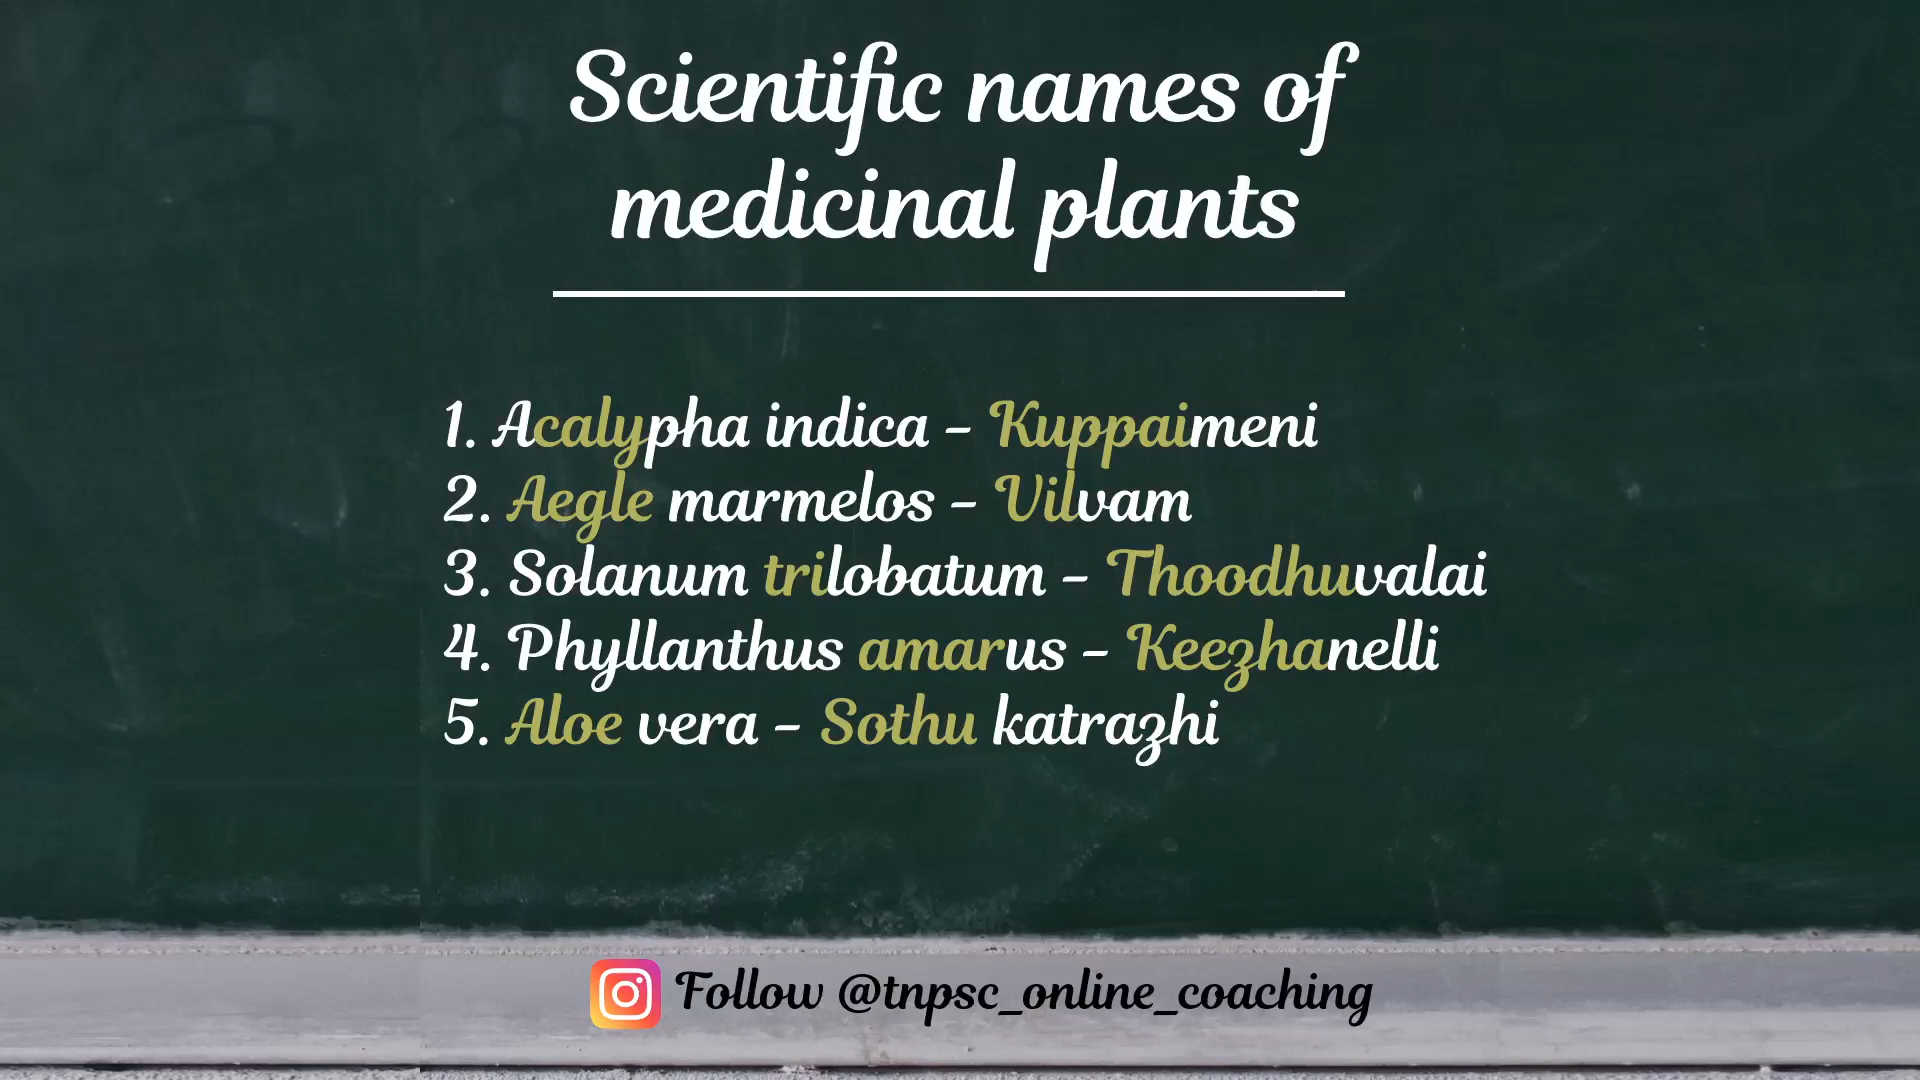 Scientific names of
medicinal plants
1. Acalypha indica – Kuppaimeni
2. Aegle marmelos – Vilvam
3. Solanum trilobatum – Thoodhuvalai
4. Phyllanthus amarus – Keezhanelli
5. Aloe vera – Sothu katrazhi
Follow @tnpsc_online_coaching